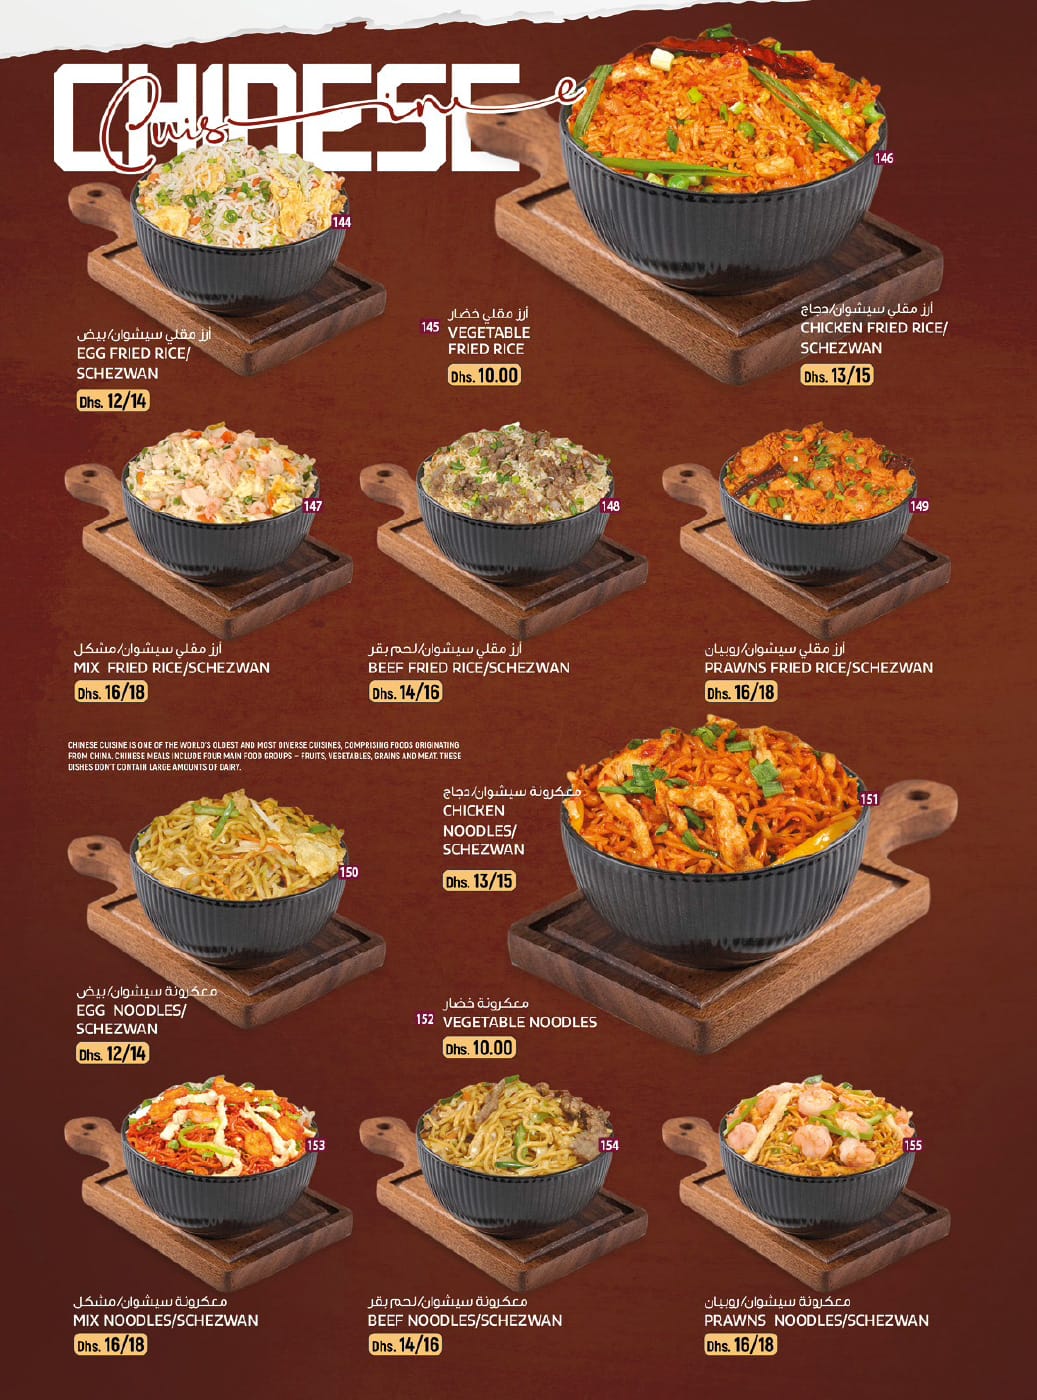 CHINESE
Cuisine
144
أرز مقلي سيشوان/بيض
EGG FRIED RICE/
SCHEZWAN
Dhs. 12/14
145
أرز مقلي خضار
VEGETABLE
FRIED RICE
Dhs. 10.00
146
أرز مقلي سيشوان/دجاج
CHICKEN FRIED RICE/
SCHEZWAN
Dhs. 13/15
147
أرز مقلي سيشوان/مشكل
MIX FRIED RICE/SCHEZWAN
Dhs. 16/18
148
أرز مقلي سيشوان/لحم بقر
BEEF FRIED RICE/SCHEZWAN
Dhs. 14/16
149
أرز مقلي سيشوان/روبيان
PRAWNS FRIED RICE/SCHEZWAN
Dhs. 16/18
CHINESE CUISINE IS ONE OF THE WORLD'S OLDEST AND MOST DIVERSE CUISINES, COMPRISING FOODS ORIGINATING
FROM CHINA. CHINESE MEALS INCLUDE FOUR MAIN FOOD GROUPS – FRUITS, VEGETABLES, GRAINS AND MEAT. THESE
DISHES DON'T CONTAIN LARGE AMOUNTS OF DAIRY.
150
معكرونة سيشوان/بيض
EGG NOODLES/
SCHEZWAN
Dhs. 12/14
151
معكرونة سيشوان/دجاج
CHICKEN
NOODLES/
SCHEZWAN
Dhs. 13/15
152
معكرونة خضار
VEGETABLE NOODLES
Dhs. 10.00
153
معكرونة سيشوان/مشكل
MIX NOODLES/SCHEZWAN
Dhs. 16/18
154
معكرونة سيشوان/لحم بقر
BEEF NOODLES/SCHEZWAN
Dhs. 14/16
155
معكرونة سيشوان/روبيان
PRAWNS NOODLES/SCHEZWAN
Dhs. 16/18